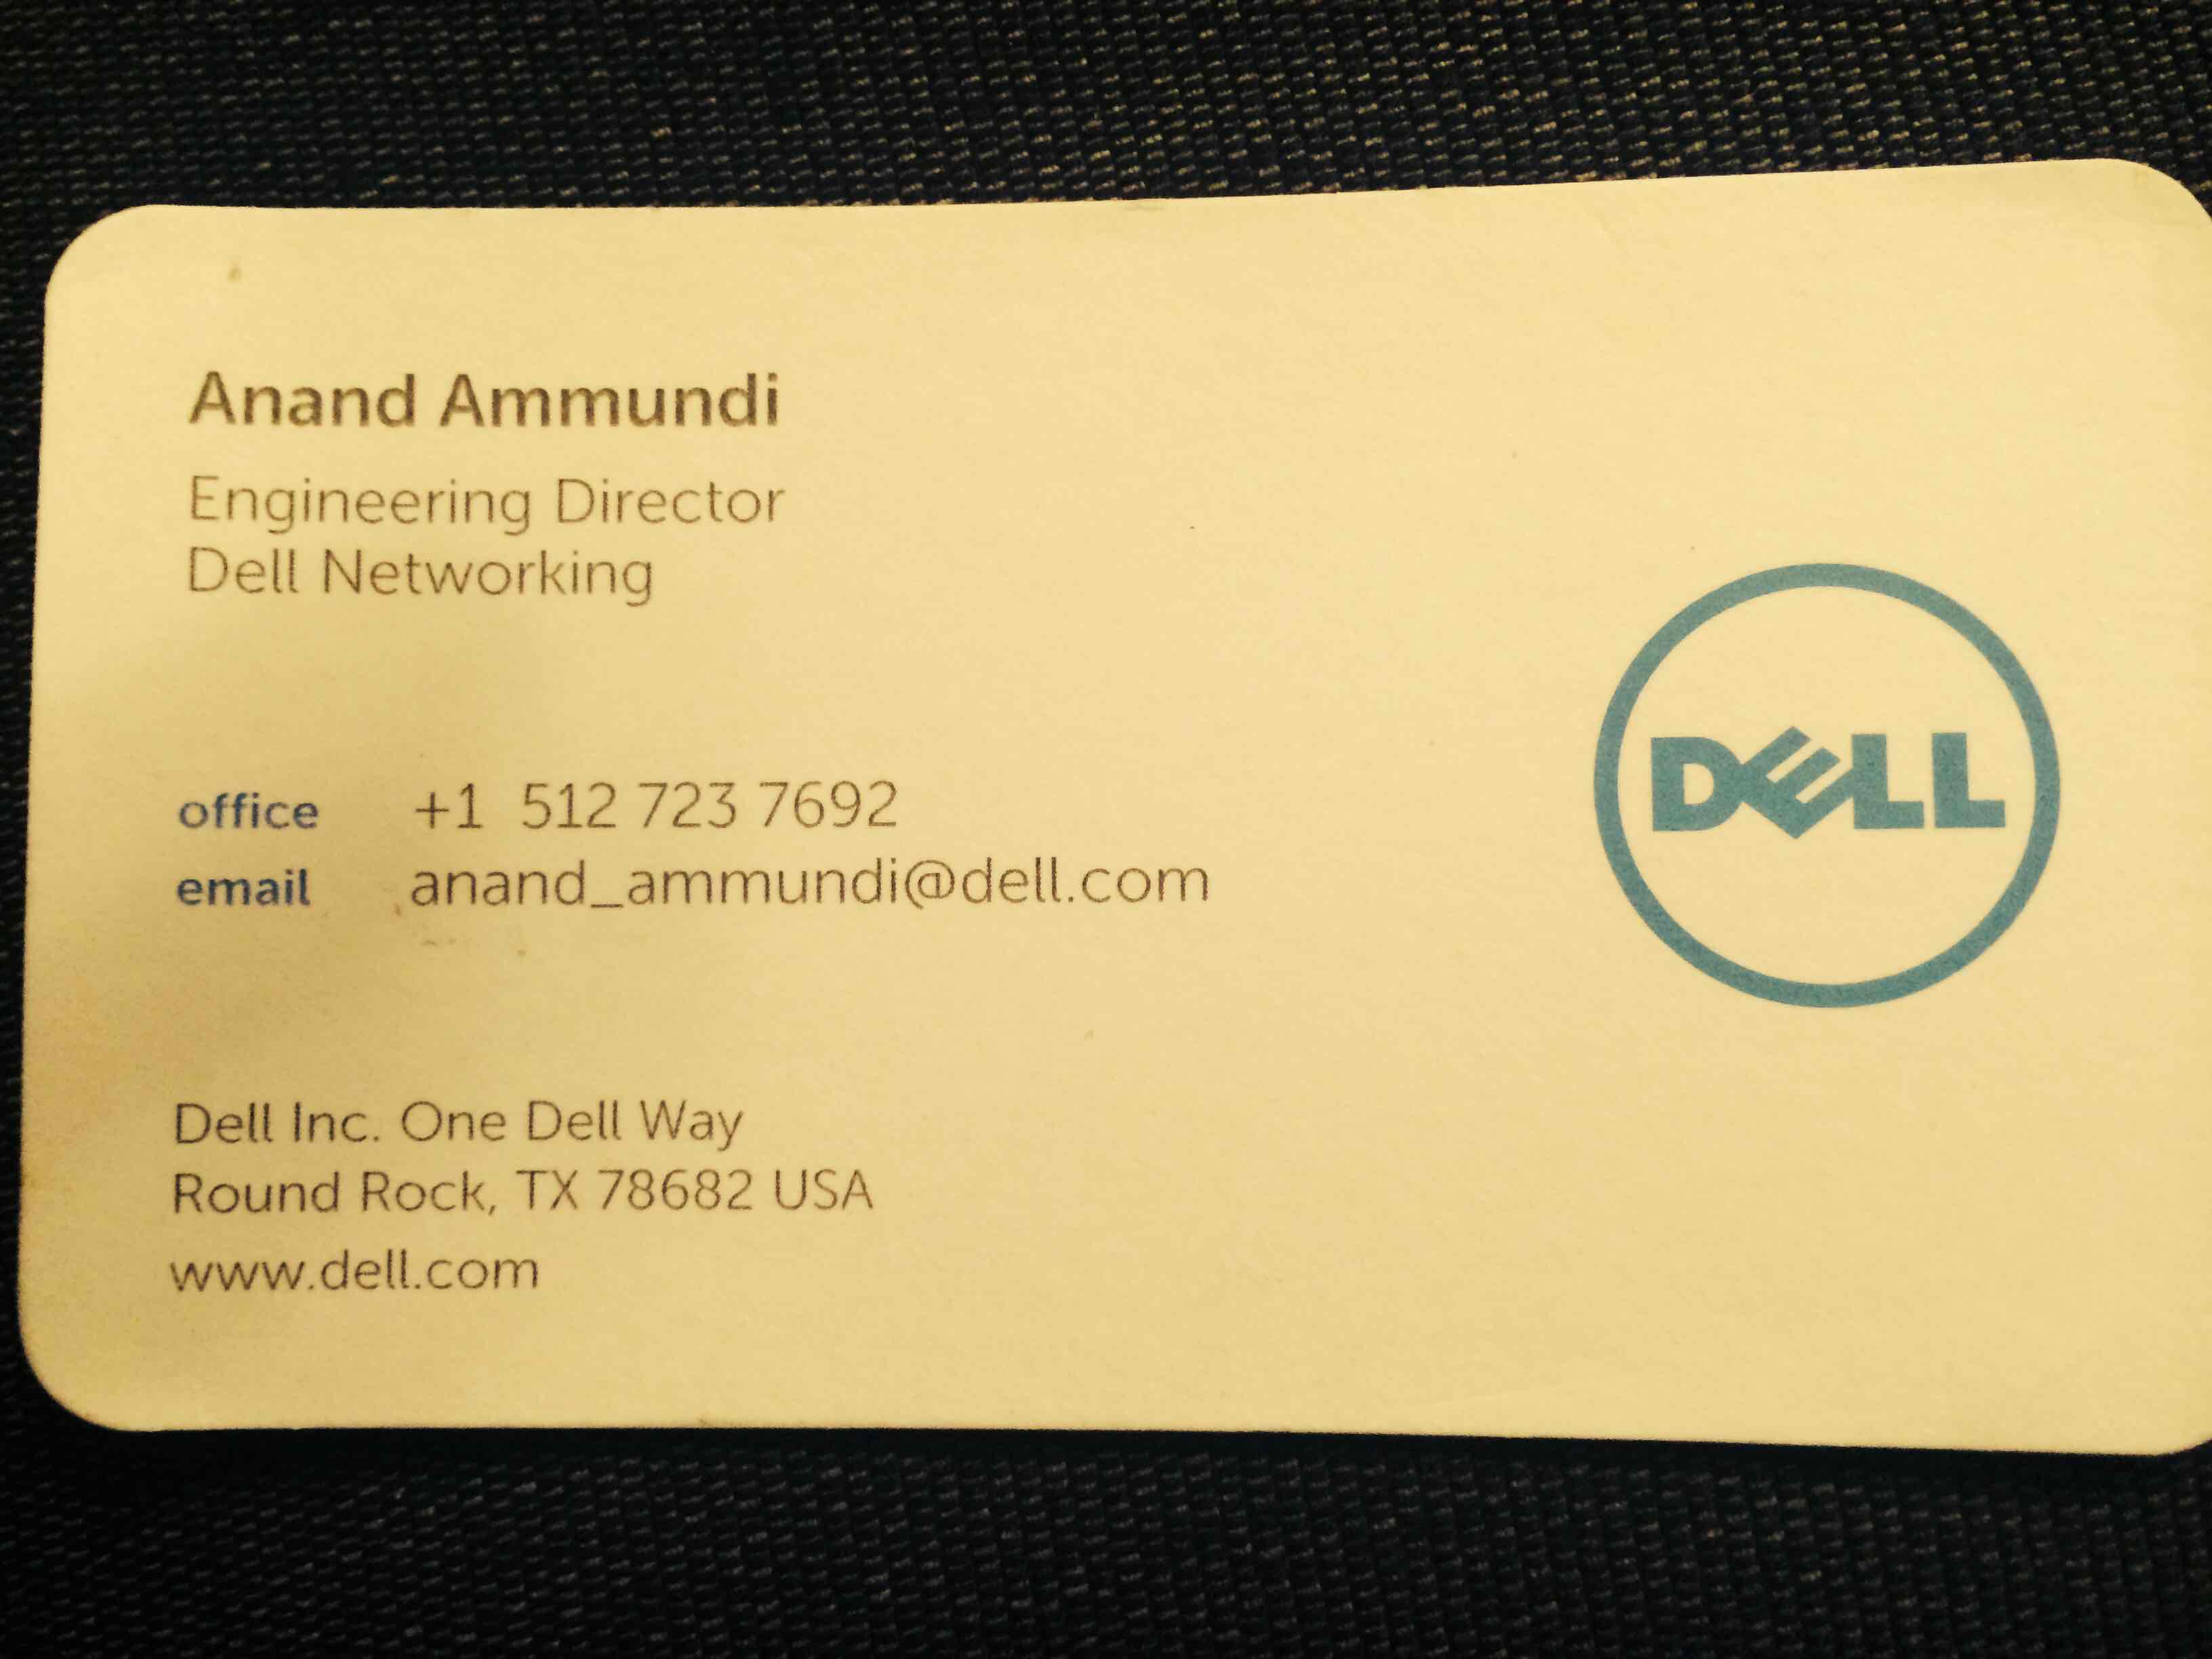 Anand Ammundi
Engineering Director
Dell Networking
office +1 512 723 7692
email anand_ammundi@dell.com
DELL
Dell Inc. One Dell Way
Round Rock, TX 78682 USA
www.dell.com